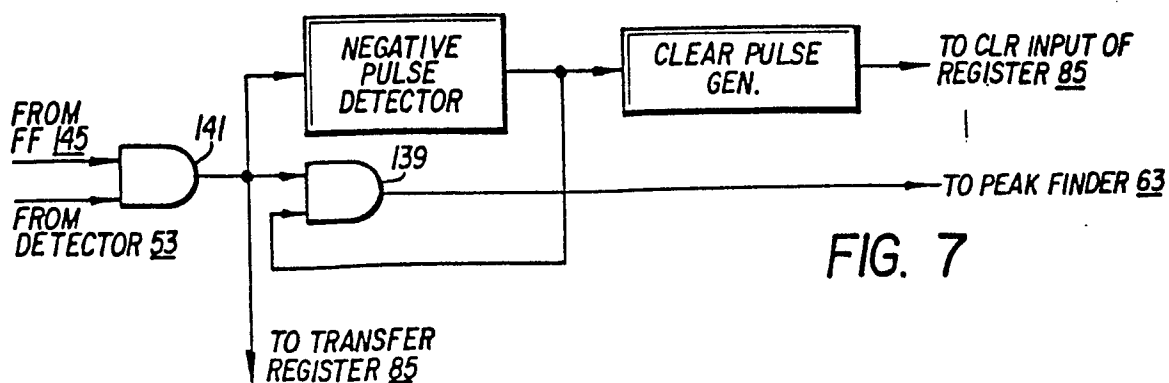 NEGATIVE
PULSE
DETECTOR
CLEAR PULSE
GEN.
TO CLR INPUT OF
REGISTER 85
FROM
FF 145
141
139
FROM
DETECTOR 53
TO PEAK FINDER 63
FIG. 7
TO TRANSFER
REGISTER 85